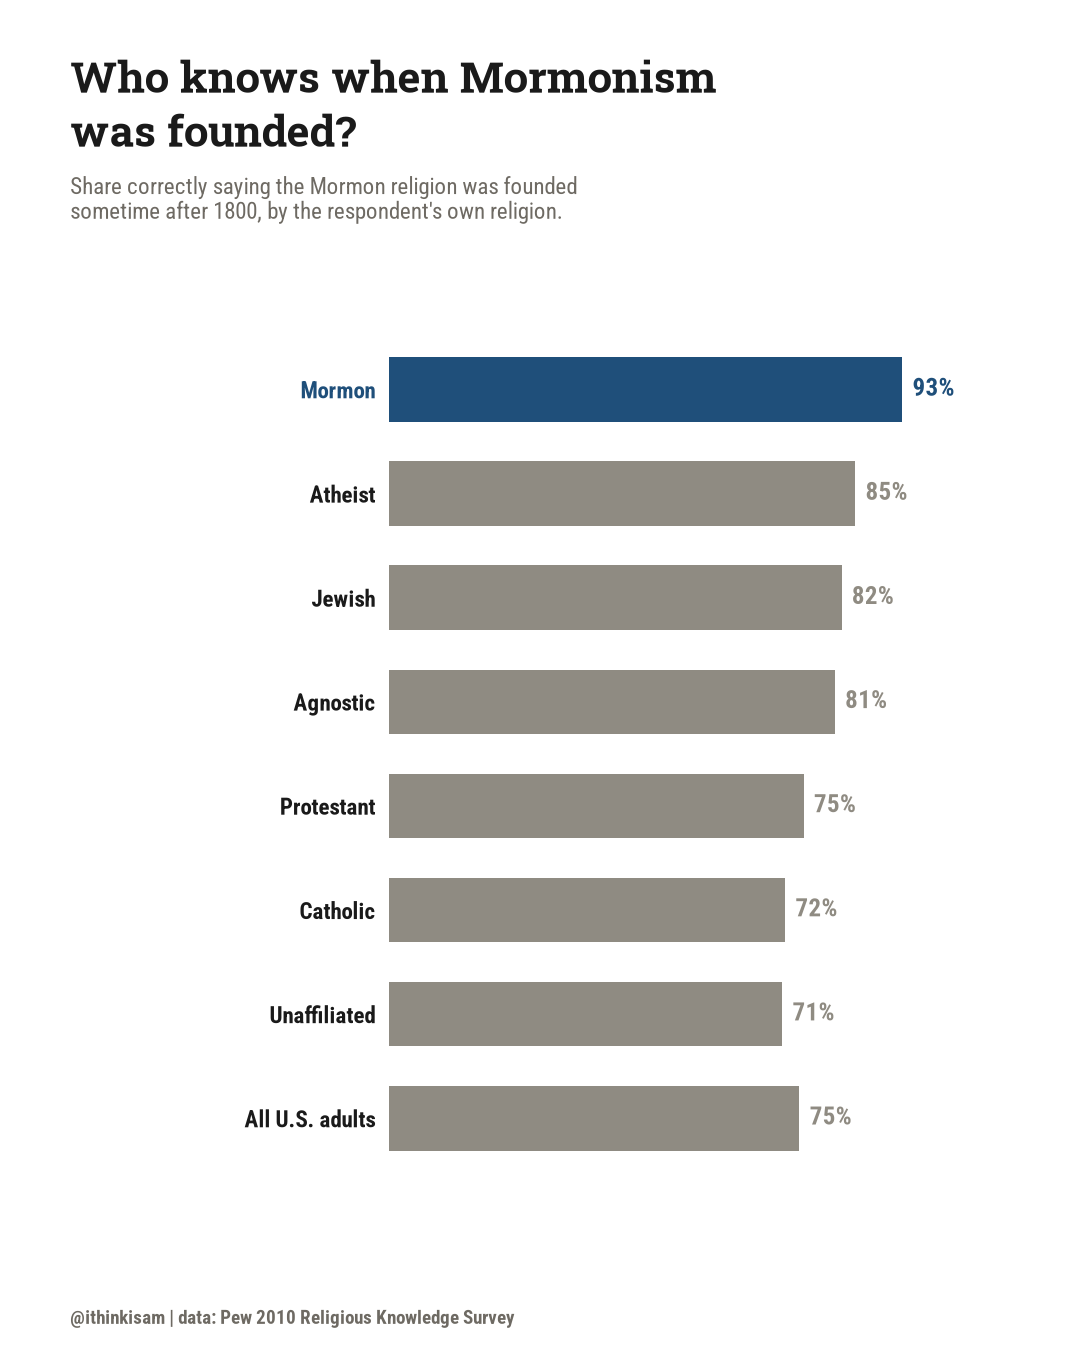 Who knows when Mormonism
was founded?
Share correctly saying the Mormon religion was founded
sometime after 1800, by the respondent's own religion.
Mormon 93%
Atheist 85%
Jewish 82%
Agnostic 81%
Protestant 75%
Catholic 72%
Unaffiliated 71%
All U.S. adults 75%
@ithinkisam | data: Pew 2010 Religious Knowledge Survey